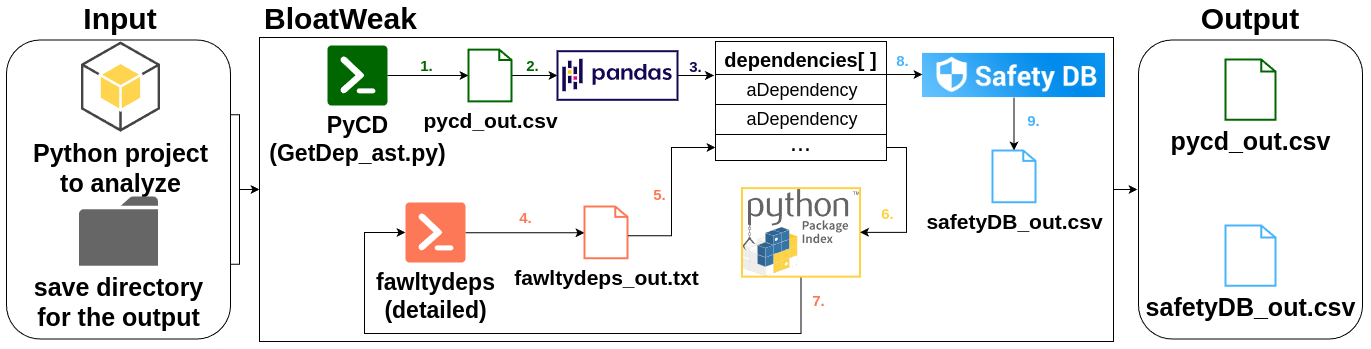 Input
Python project
to analyze
save directory
for the output
BloatWeak
PyCD
(GetDep_ast.py)
1.
pycd_out.csv
2.
pandas
3.
dependencies[ ]
aDependency
aDependency
...
8.
Safety DB
9.
safetyDB_out.csv
fawltydeps
(detailed)
4.
fawltydeps_out.txt
5.
6.
python™
Package
Index
7.
Output
pycd_out.csv
safetyDB_out.csv